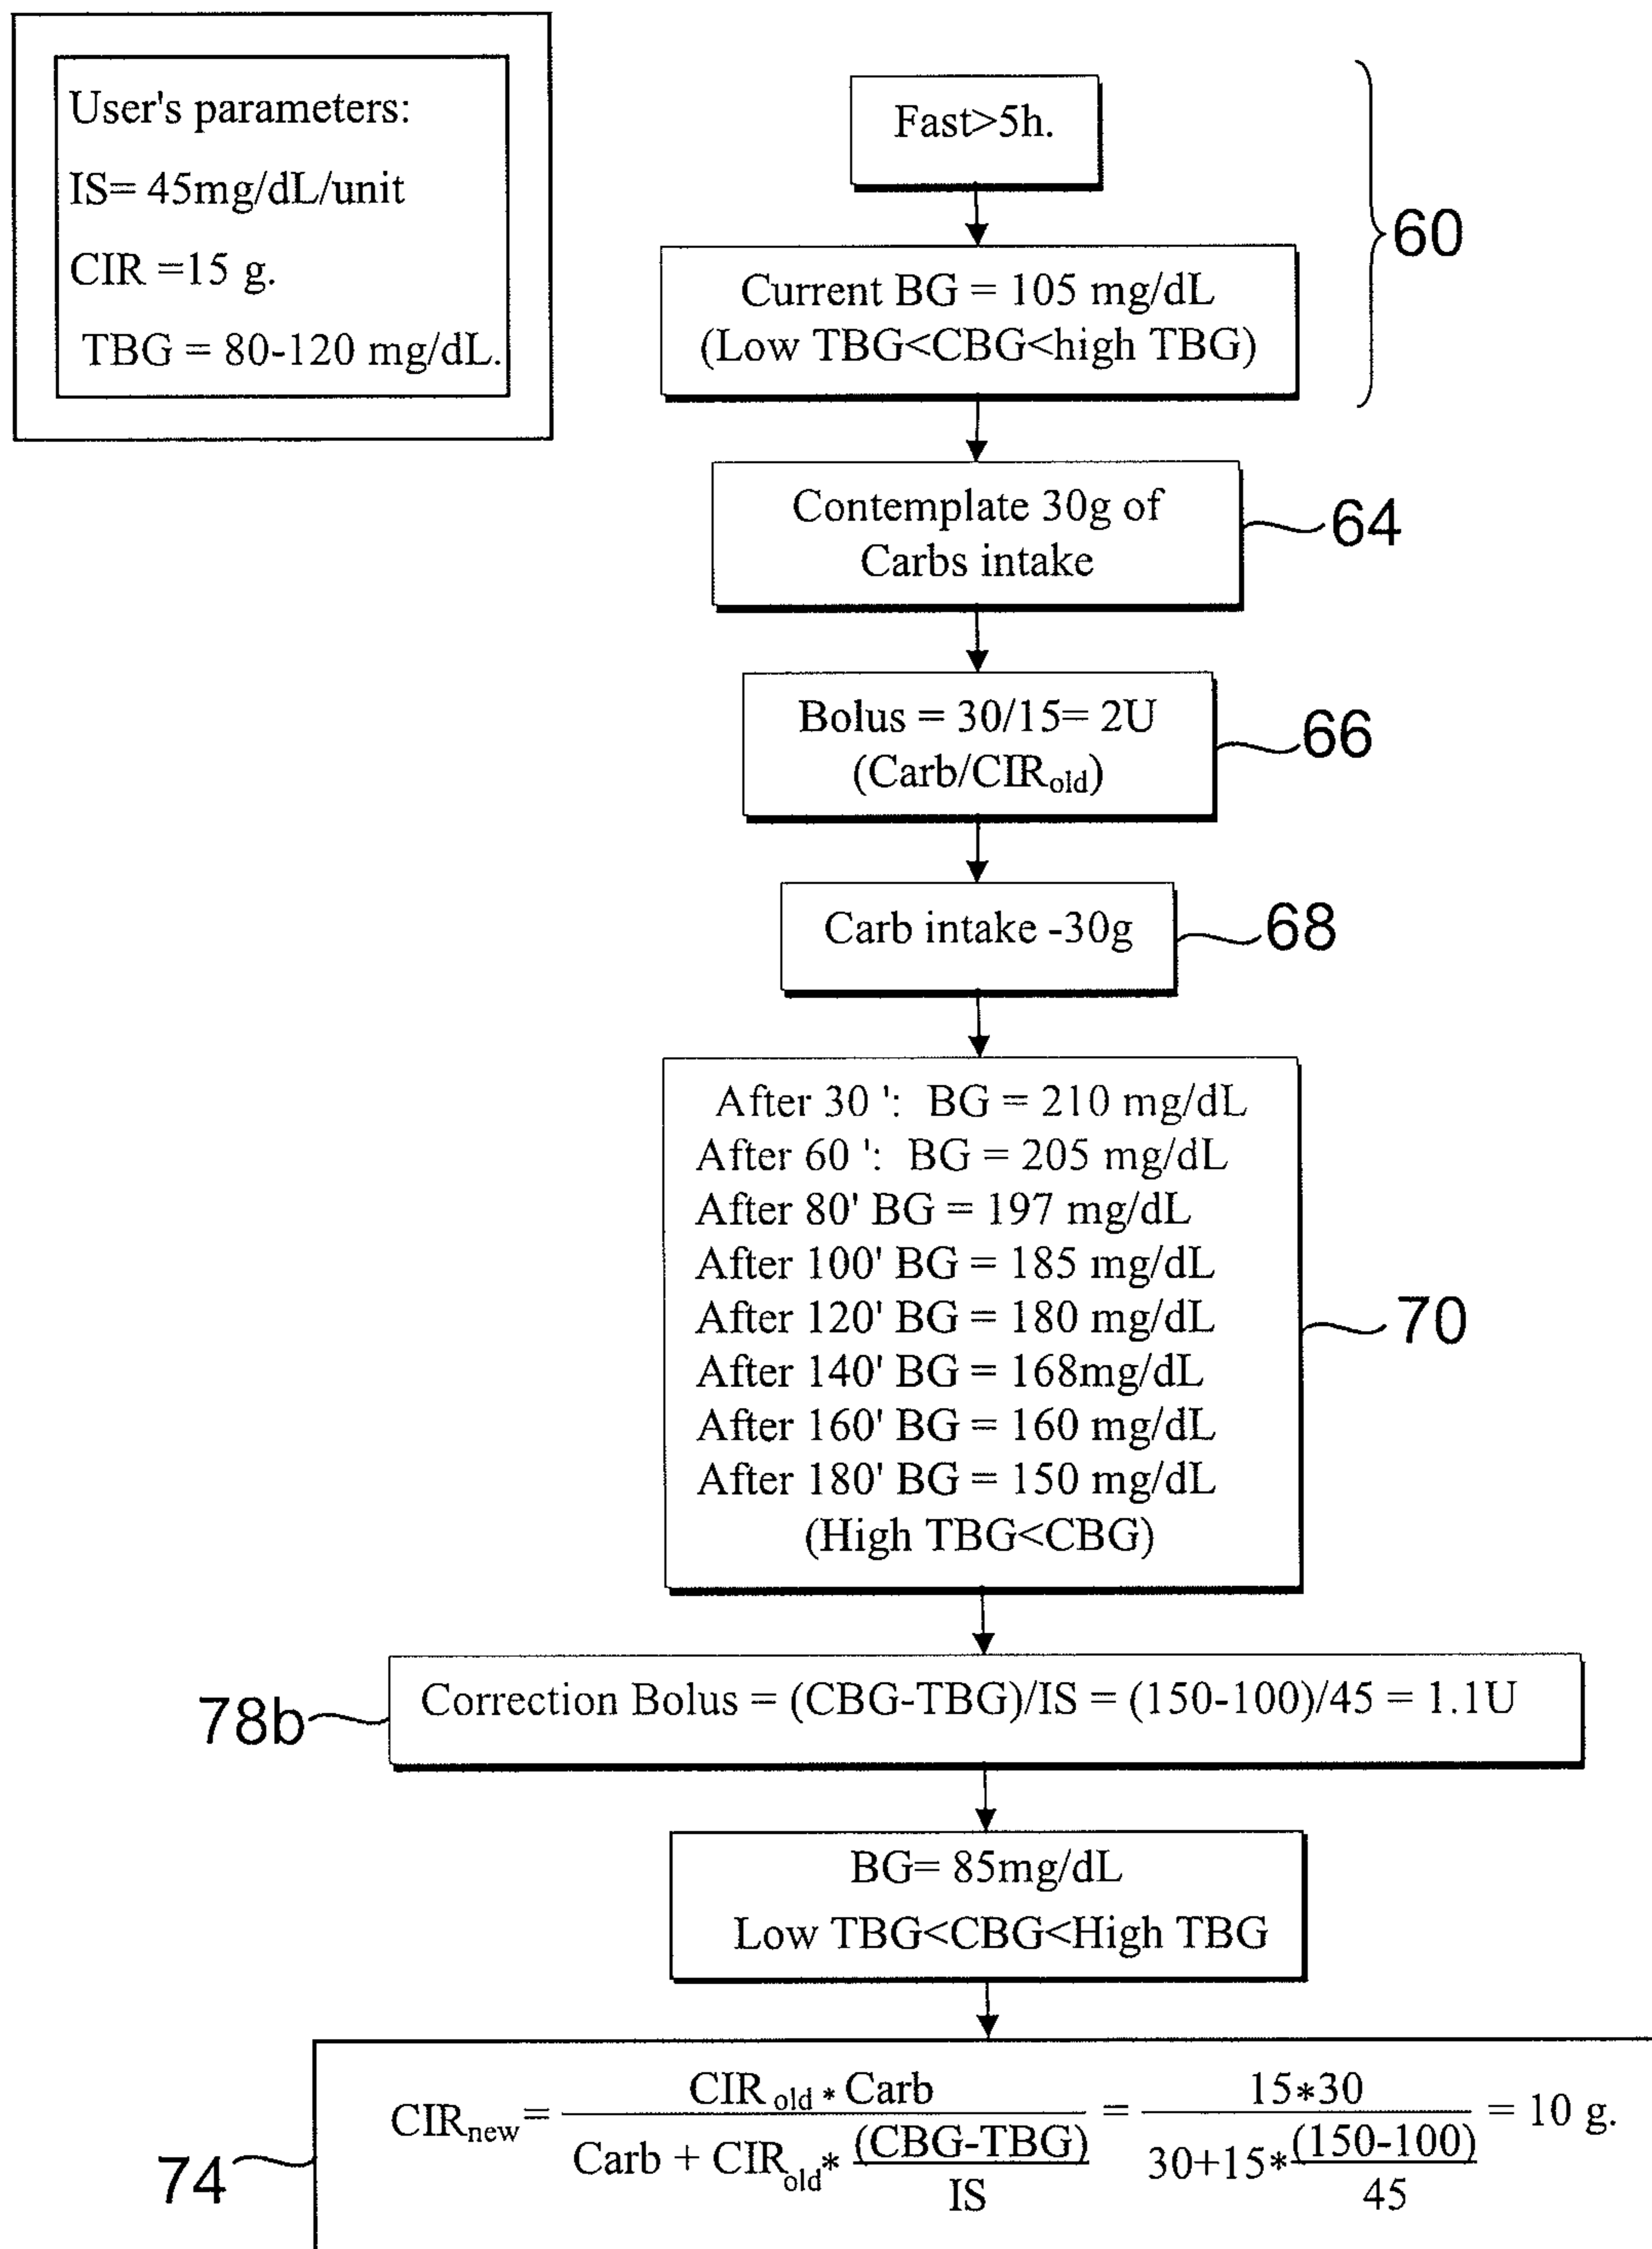 User's parameters:
IS= 45mg/dL/unit
CIR =15 g.
TBG = 80-120 mg/dL.
Fast>5h.
Current BG = 105 mg/dL
(Low TBG<CBG<high TBG)
60
Contemplate 30g of
Carbs intake
64
Bolus = 30/15= 2U
(Carb/CIRold)
66
Carb intake -30g
68
After 30 ': BG = 210 mg/dL
After 60 ': BG = 205 mg/dL
After 80' BG = 197 mg/dL
After 100' BG = 185 mg/dL
After 120' BG = 180 mg/dL
After 140' BG = 168mg/dL
After 160' BG = 160 mg/dL
After 180' BG = 150 mg/dL
(High TBG<CBG)
70
78b
Correction Bolus = (CBG-TBG)/IS = (150-100)/45 = 1.1U
BG= 85mg/dL
Low TBG<CBG<High TBG
74
CIRnew = CIR old * Carb / Carb + CIRold * (CBG-TBG) / IS = 15*30 / 30+15* (150-100) / 45 = 10 g.